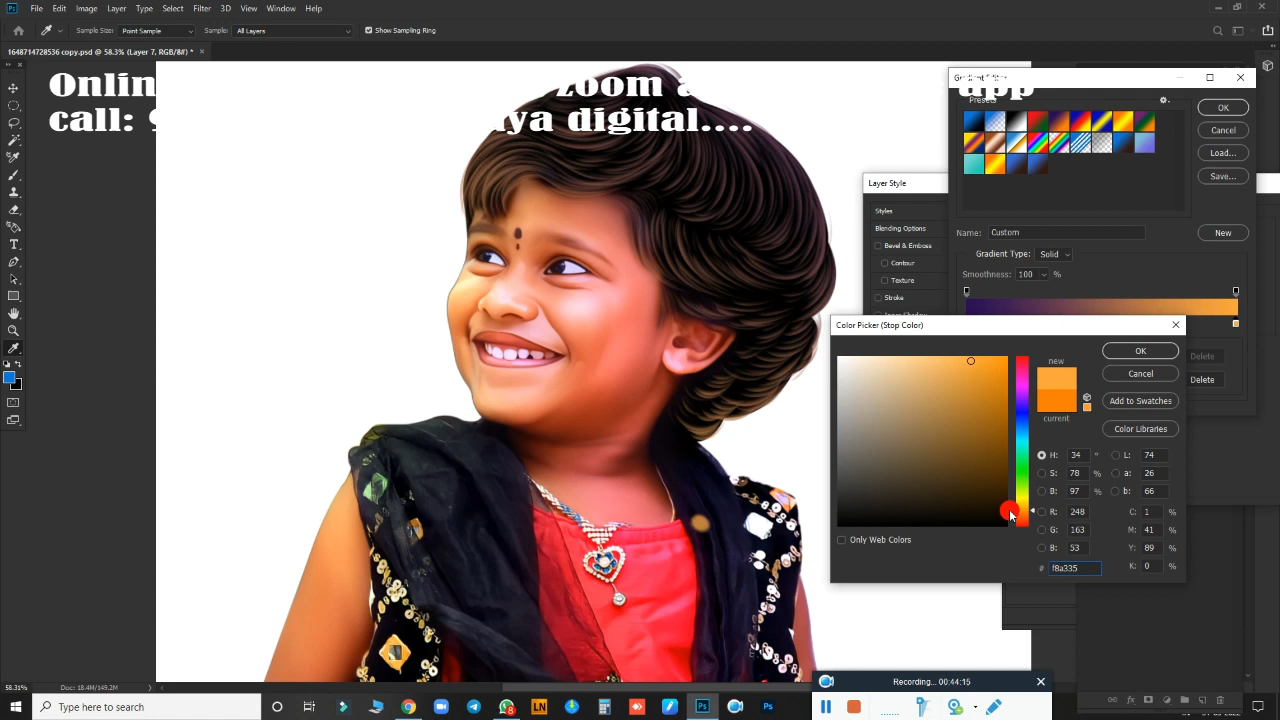 File Edit Image Layer Type Select Filter 3D View Window Help
Sample Size: Point Sample Sample: All Layers Show Sampling Ring
1648714728536 copy.psd @ 58.3% (Layer 7, RGB/8#) *
zoom
call:
digital....
app
Gradient Editor
Presets
OK
Cancel
Load...
Save...
Name: Custom New
Gradient Type: Solid
Smoothness: 100 %
Layer Style
Styles
Blending Options
Bevel & Emboss
Contour
Texture
Stroke
Delete
Delete
Color Picker (Stop Color)
new
current
OK
Cancel
Add to Swatches
Color Libraries
H: 34 ° L: 74
S: 78 % a: 26
B: 97 % b: 66
R: 248 C: 1 %
G: 163 M: 41 %
B: 53 Y: 89 %
# f8a335 K: 0 %
Only Web Colors
58.31% Doc: 18.4M/149.2M
Recording... 00:44:15
Type here to search